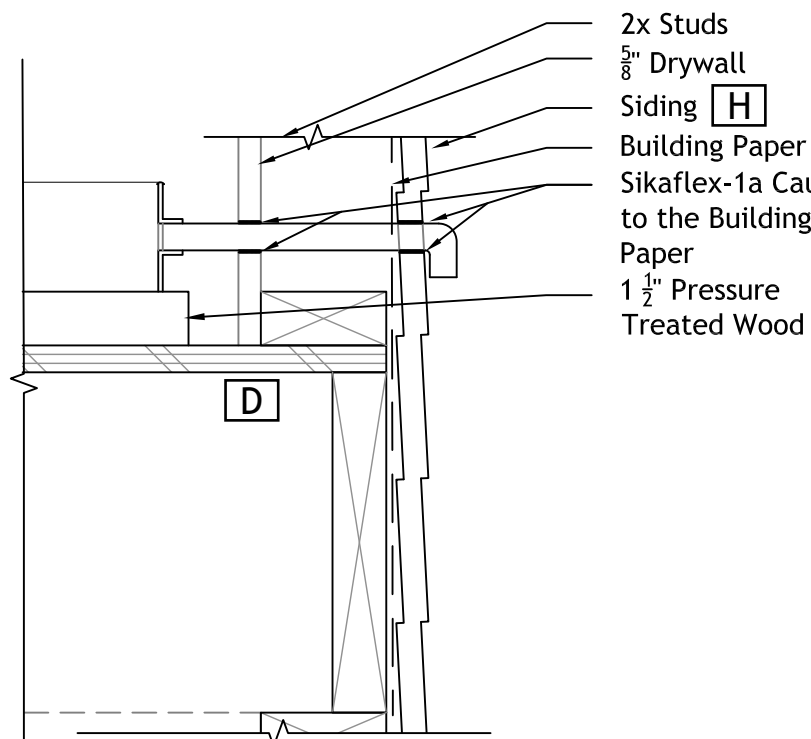 2x Studs
5/8" Drywall
Siding H
Building Paper
Sikaflex-1a
to the Building
Paper
1 1/2" Pressure
Treated Wood
D